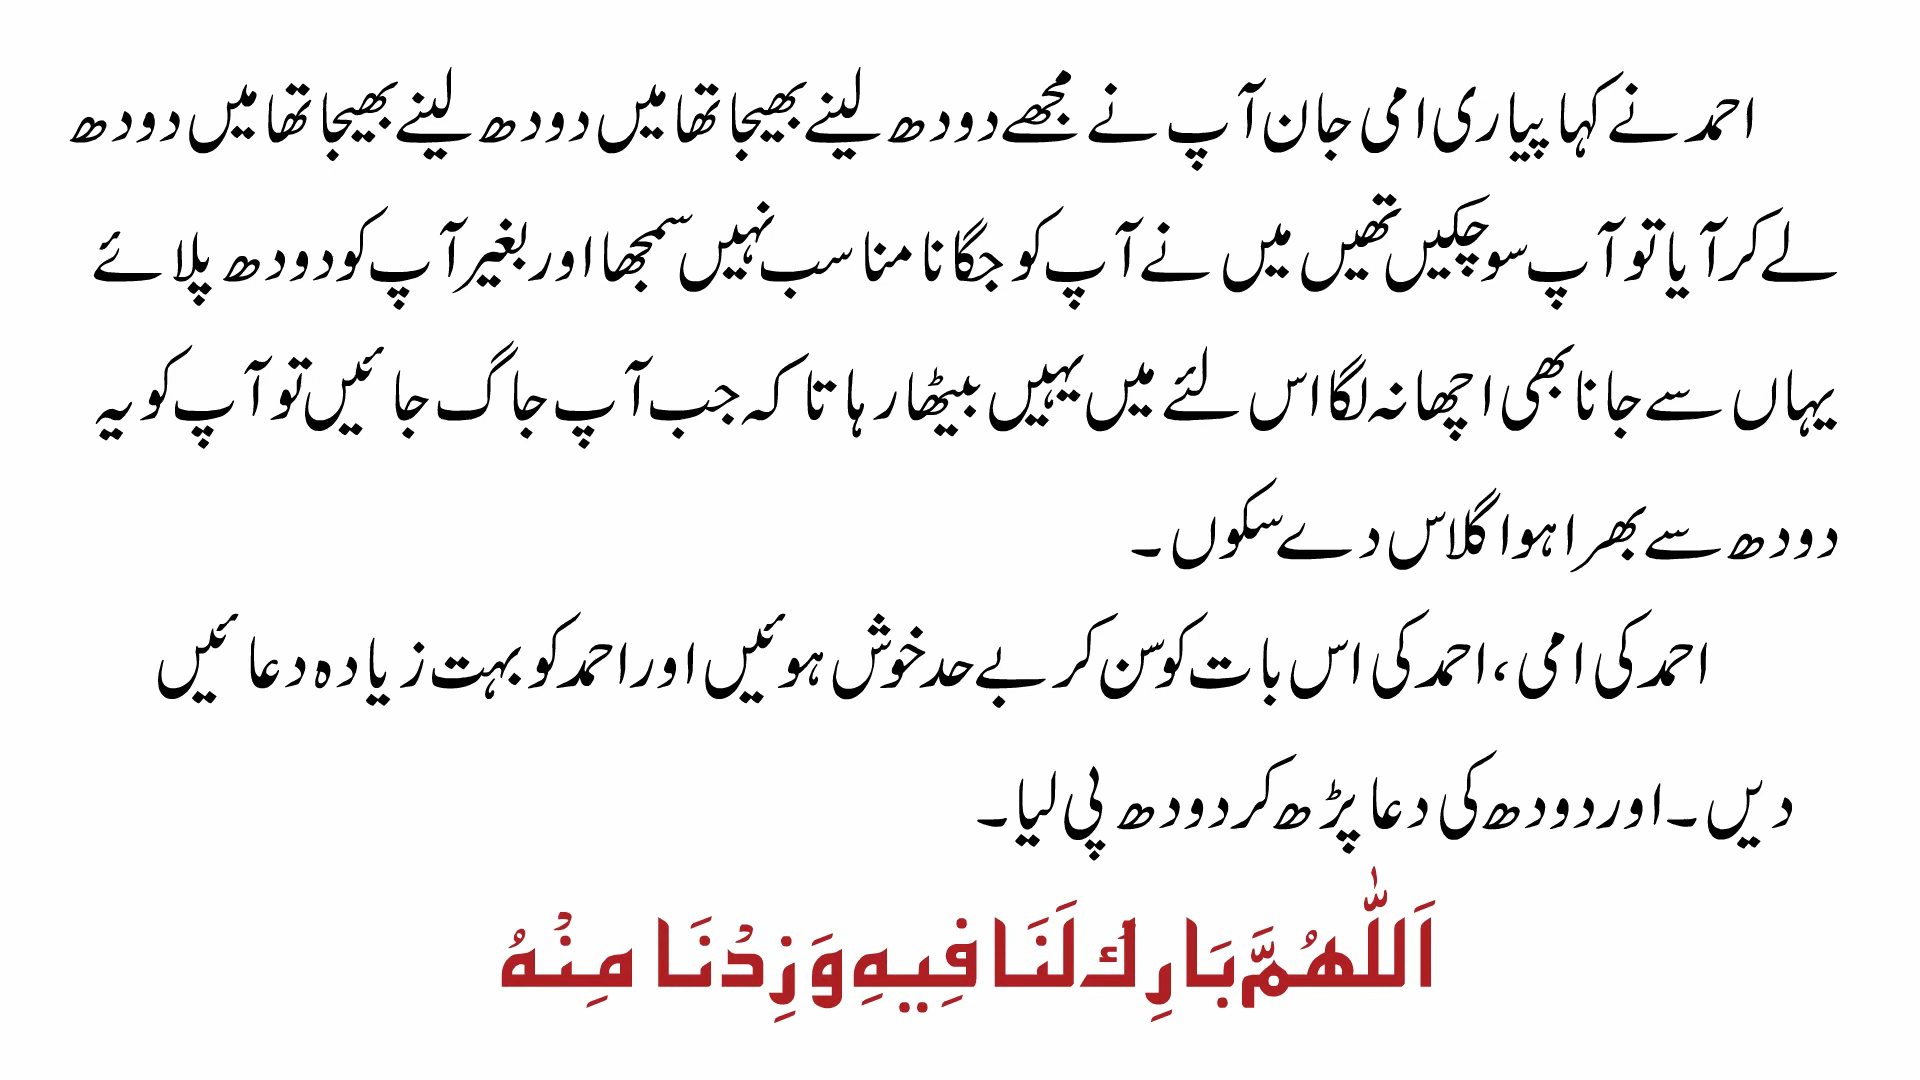 احمد نے کہا پیاری امی جان آپ نے مجھے دودھ لینے بھیجا تھا میں دودھ لینے بھیجا تھا میں دودھ
لے کر آیا تو آپ سو چکیں تھیں میں نے آپ کو جگانا مناسب نہیں سمجھا اور بغیر آپ کو دودھ پلائے
یہاں سے جانا بھی اچھا نہ لگا اس لئے میں یہیں بیٹھا رہا تا کہ جب آپ جاگ جائیں تو آپ کو یہ
دودھ سے بھرا ہوا گلاس دے سکوں۔
احمد کی امی، احمد کی اس بات کو سن کر بے حد خوش ہوئیں اور احمد کو بہت زیادہ دعائیں
دیں۔ اور دودھ کی دعا پڑھ کر دودھ پی لیا۔
اَللّٰهُمَّ بَارِكْ لَنَا فِيهِ وَزِدْنَا مِنْهُ